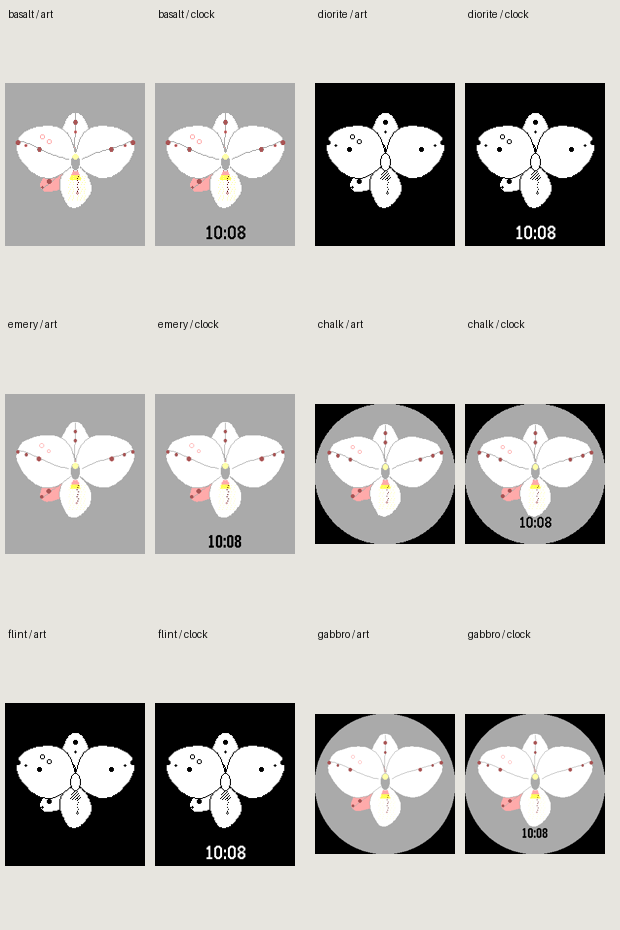 basalt/art
basalt/clock
diorite/art
diorite/clock
10:08
10:08
emery/art
emery/clock
chalk/art
chalk/clock
10:08
10:08
flint/art
flint/clock
gabbro/art
gabbro/clock
10:08
10:08